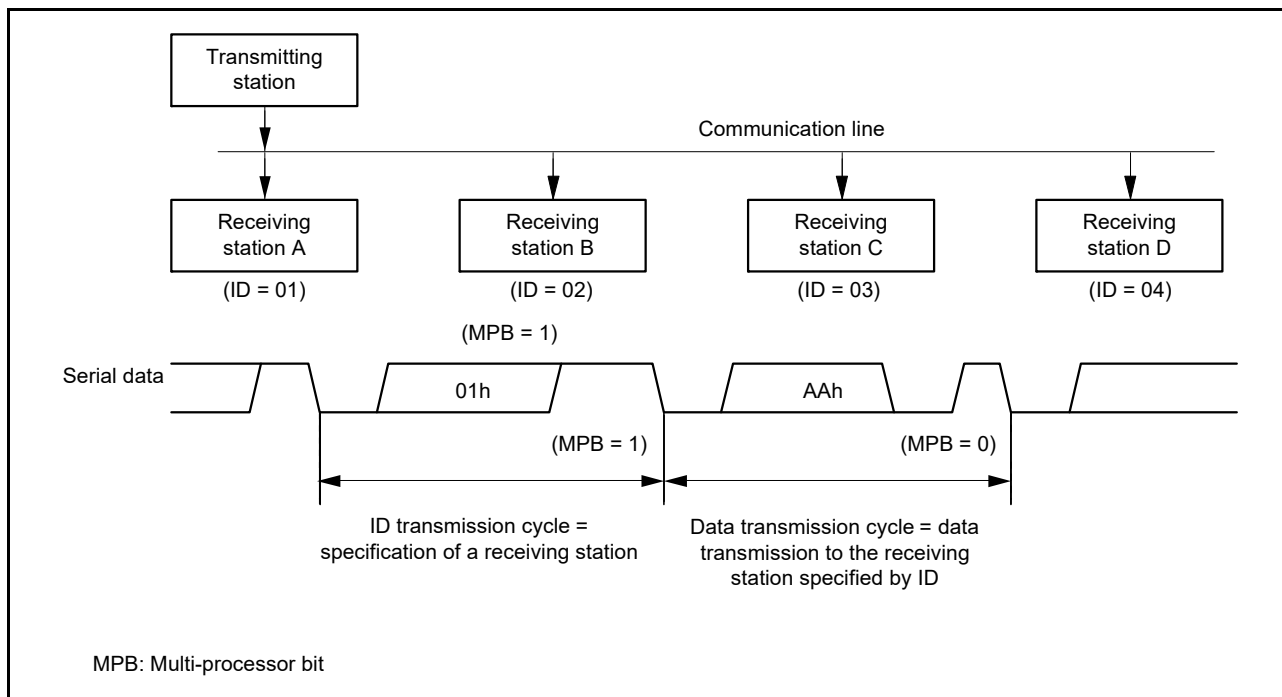 Transmitting
station
Communication line
Receiving
station A
(ID = 01)
Receiving
station B
(ID = 02)
Receiving
station C
(ID = 03)
Receiving
station D
(ID = 04)
(MPB = 1)
Serial data
01h
AAh
(MPB = 1)
(MPB = 0)
ID transmission cycle =
specification of a receiving station
Data transmission cycle = data
transmission to the receiving
station specified by ID
MPB: Multi-processor bit